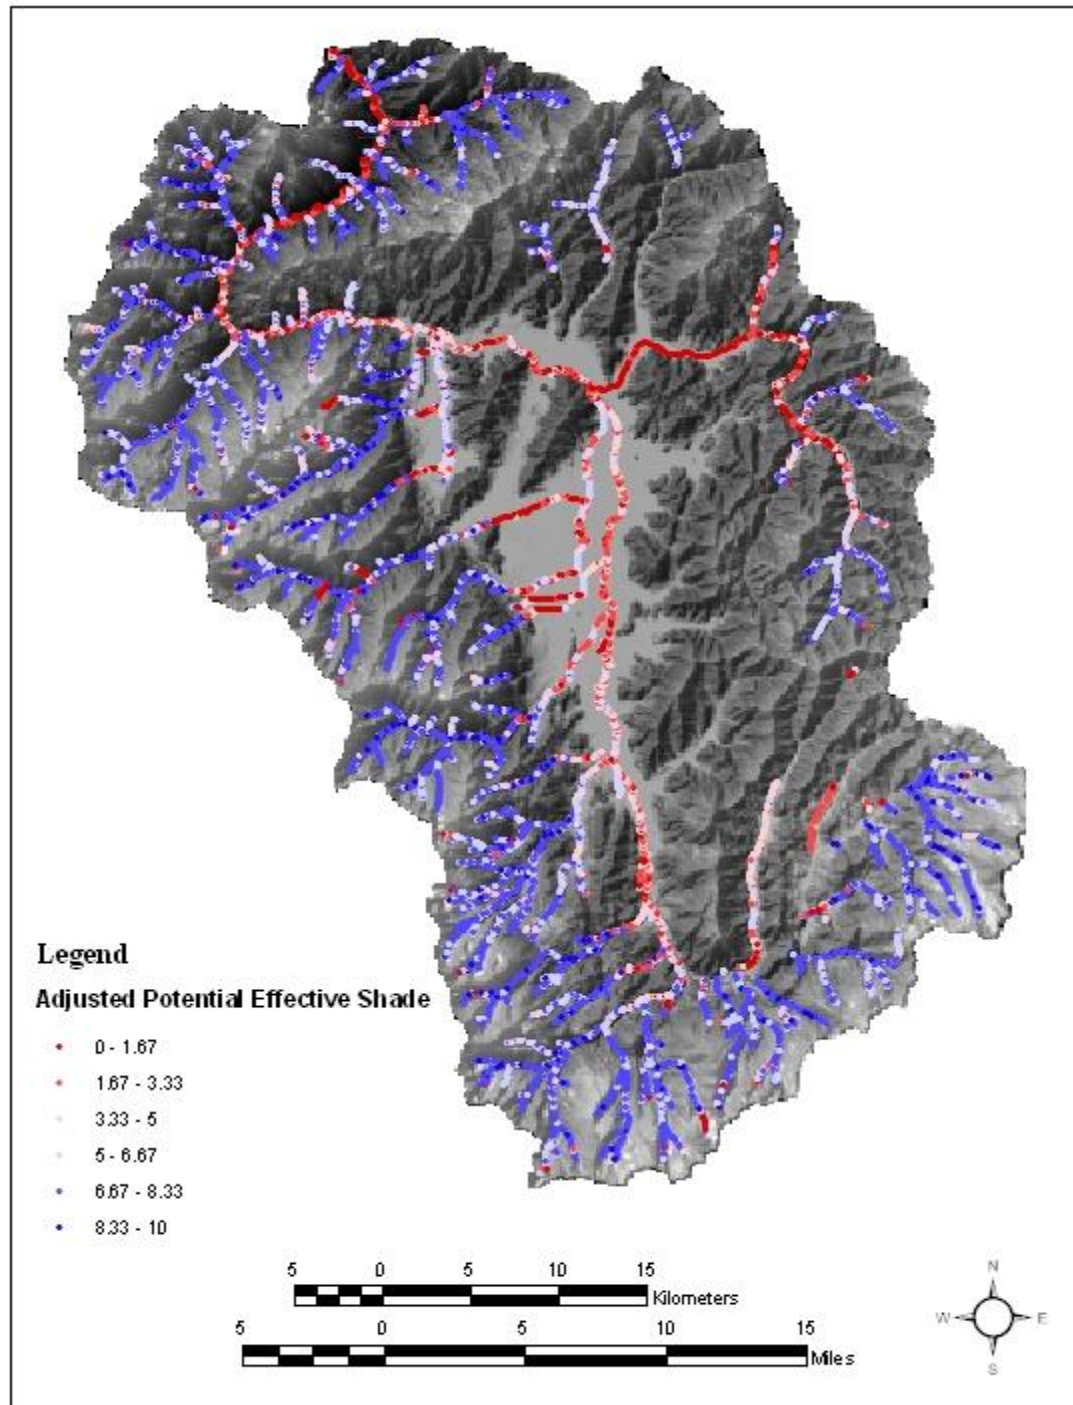 Legend
Adjusted Potential Effective Shade
0 - 1.67
1.67 - 3.33
3.33 - 5
5 - 6.67
6.67 - 8.33
8.33 - 10
5 0 5 10 15
Kilometers
5 0 5 10 15
Miles
N
W E
S